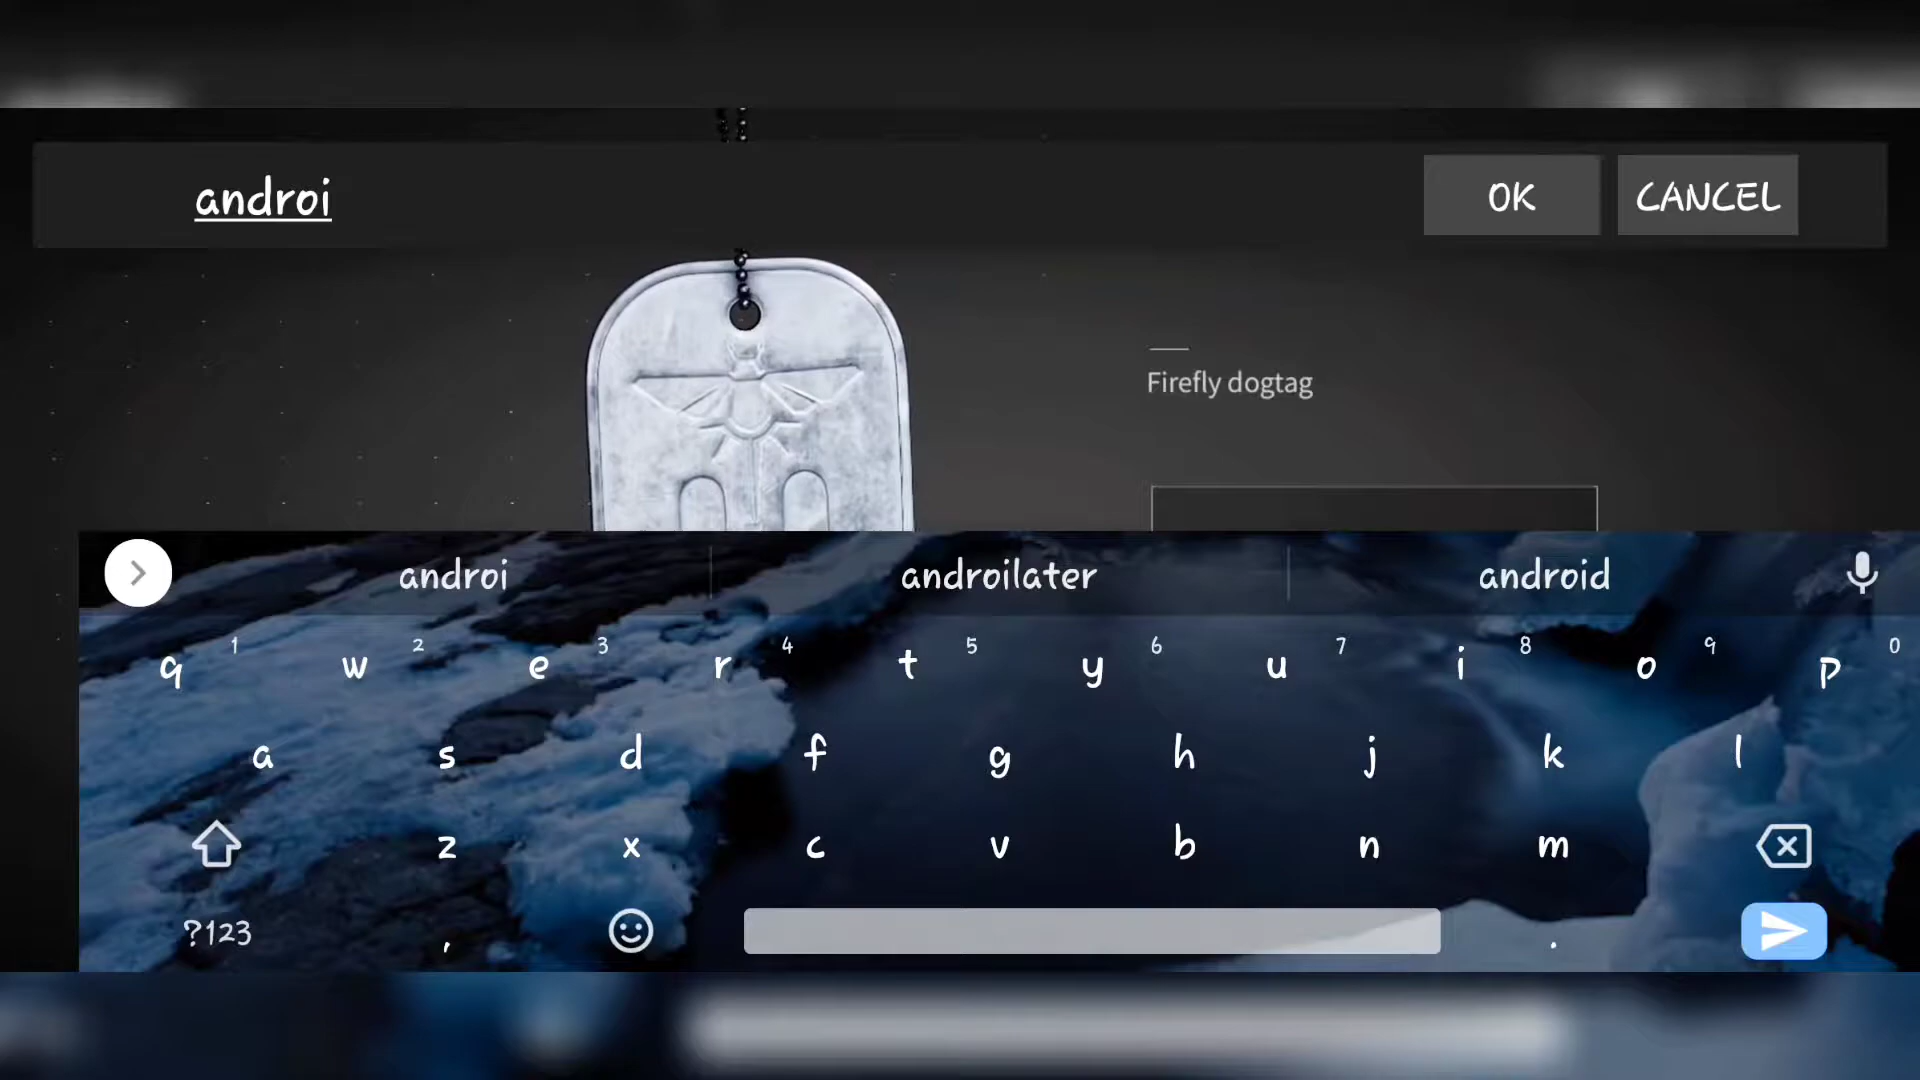 androi
OK
CANCEL
Firefly dogtag
androi androilater android
q 1 w 2 e 3 r 4 t 5 y 6 u 7 i 8 o 9 p 0
a s d f g h j k l
z x c v b n m
?123 , .